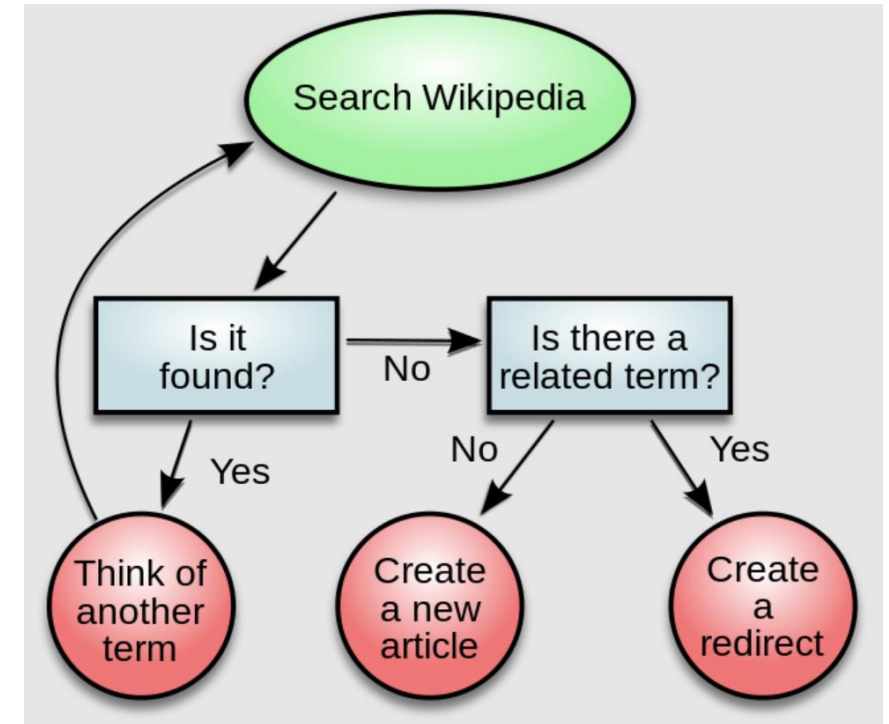 Search Wikipedia
Is it
found?
No
Is there a
related term?
Yes
No
Yes
Think of
another
term
Create
a new
article
Create
a
redirect